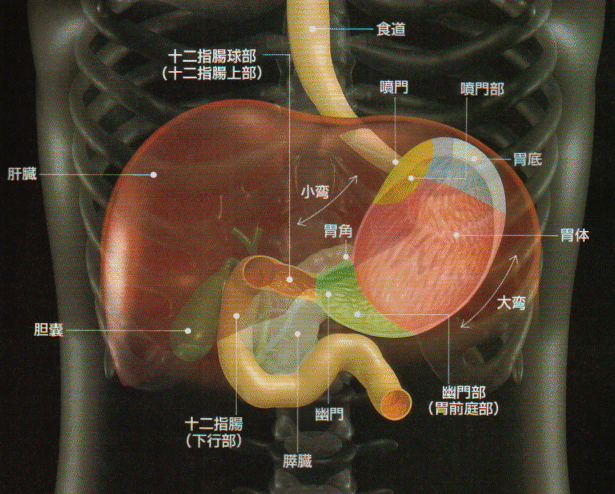 食道
十二指腸球部
（十二指腸上部）
噴門
噴門部
胃底
肝臓
小彎
胃角
胃体
大彎
胆嚢
幽門部
（胃前庭部）
幽門
十二指腸
（下行部）
膵臓